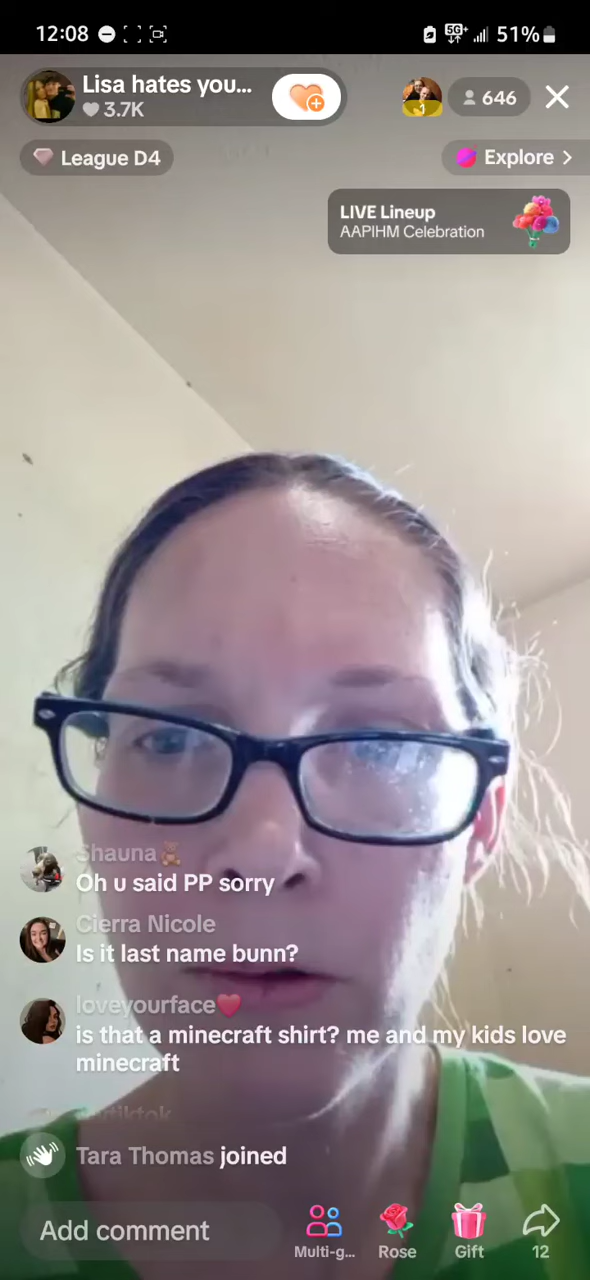 12:08
5G+
51%
Lisa hates you...
3.7K
1
646
League D4
Explore >
LIVE Lineup
AAPIHM Celebration
Shauna🧸
Oh u said PP sorry
Cierra Nicole
Is it last name bunn?
loveyourface❤️
is that a minecraft shirt? me and my kids love
minecraft
Tara Thomas joined
Add comment
Multi-g...
Rose
Gift
12